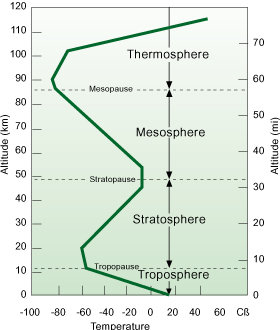 120
110
100
90
80
70
60
50
40
30
20
10
0
Altitude (km)
70
60
50
40
30
20
10
0
Altitude (mi)
Thermosphere
Mesopause
Mesosphere
Stratopause
Stratosphere
Tropopause
Troposphere
-100 -80 -60 -40 -20 0 20 40 60 Cß
Temperature